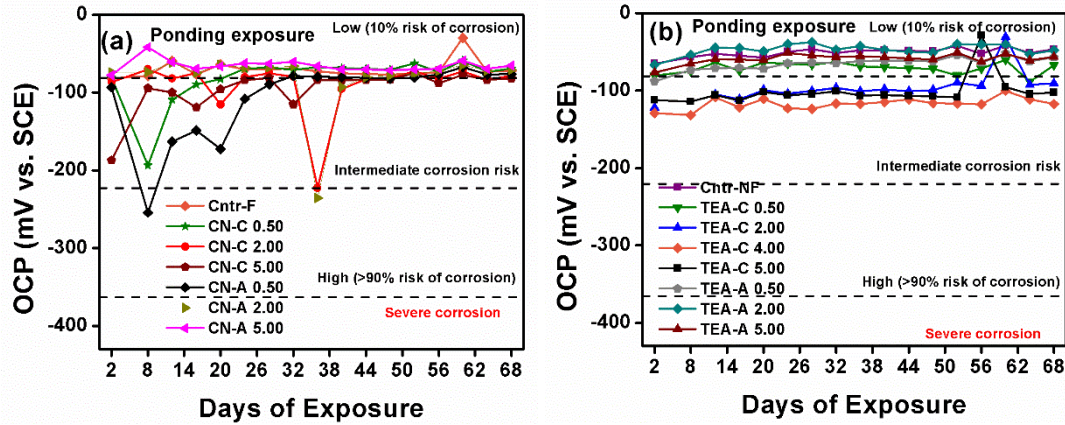 (a) Ponding exposure Low (10% risk of corrosion)
0
-100
-200
-300
-400
OCP (mV vs. SCE)
Intermediate corrosion risk
Cntr-F
CN-C 0.50
CN-C 2.00
CN-C 5.00
CN-A 0.50
CN-A 2.00
CN-A 5.00
High (>90% risk of corrosion)
Severe corrosion
2 8 14 20 26 32 38 44 50 56 62 68
Days of Exposure
(b) Ponding exposure Low (10% risk of corrosion)
0
-100
-200
-300
-400
OCP (mV vs. SCE)
Intermediate corrosion risk
Cntr-NF
TEA-C 0.50
TEA-C 2.00
TEA-C 4.00
TEA-C 5.00
TEA-A 0.50
TEA-A 2.00
TEA-A 5.00
High (>90% risk of corrosion)
Severe corrosion
2 8 14 20 26 32 38 44 50 56 62 68
Days of Exposure